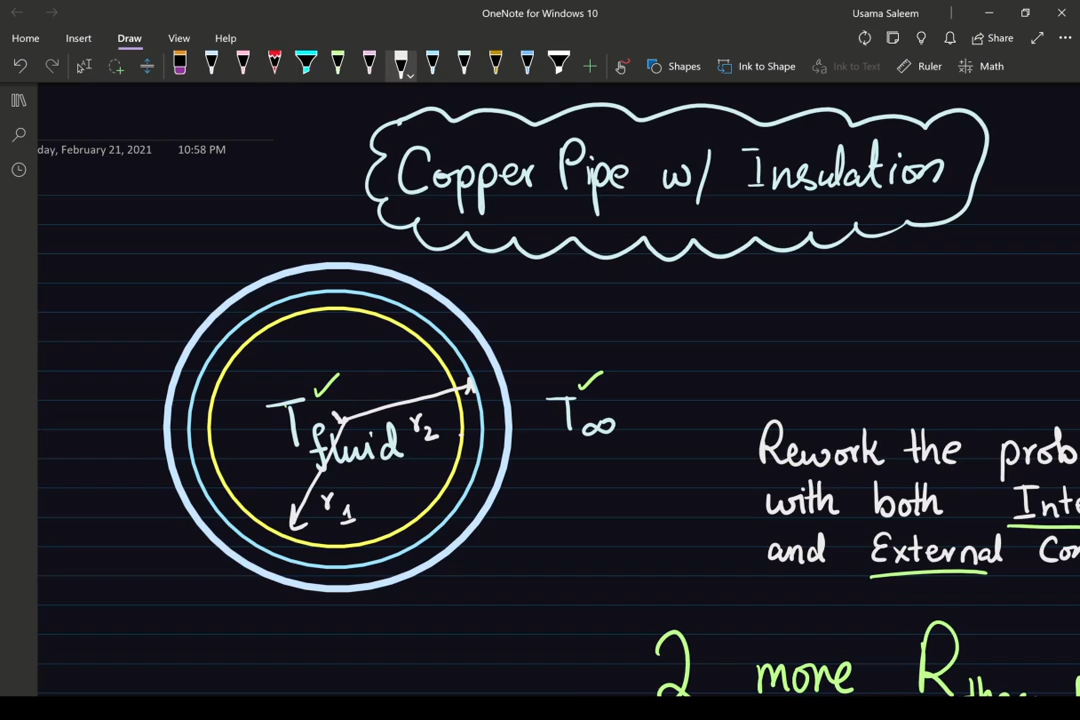 OneNote for Windows 10
Usama Saleem
Home Insert Draw View Help
Share
Shapes Ink to Shape Ink to Text Ruler Math
day, February 21, 2021 10:58 PM
Copper Pipe w/ Insulation
T fluid
r2
r1
T∞
Rework the prob
with both Inte
and External Con
2 more R ther